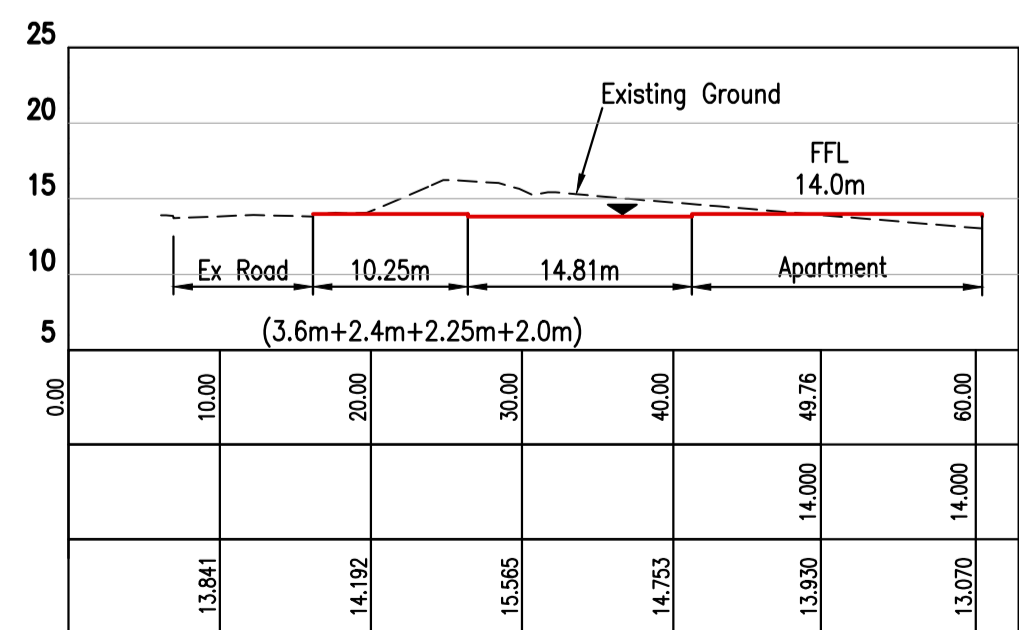 25
20
15
10
5
Existing Ground
FFL
14.0m
Ex Road
10.25m
14.81m
Apartment
(3.6m+2.4m+2.25m+2.0m)
0.00
10.00
20.00
30.00
40.00
49.76
60.00
14.000
14.000
13.841
14.192
15.565
14.753
13.930
13.070